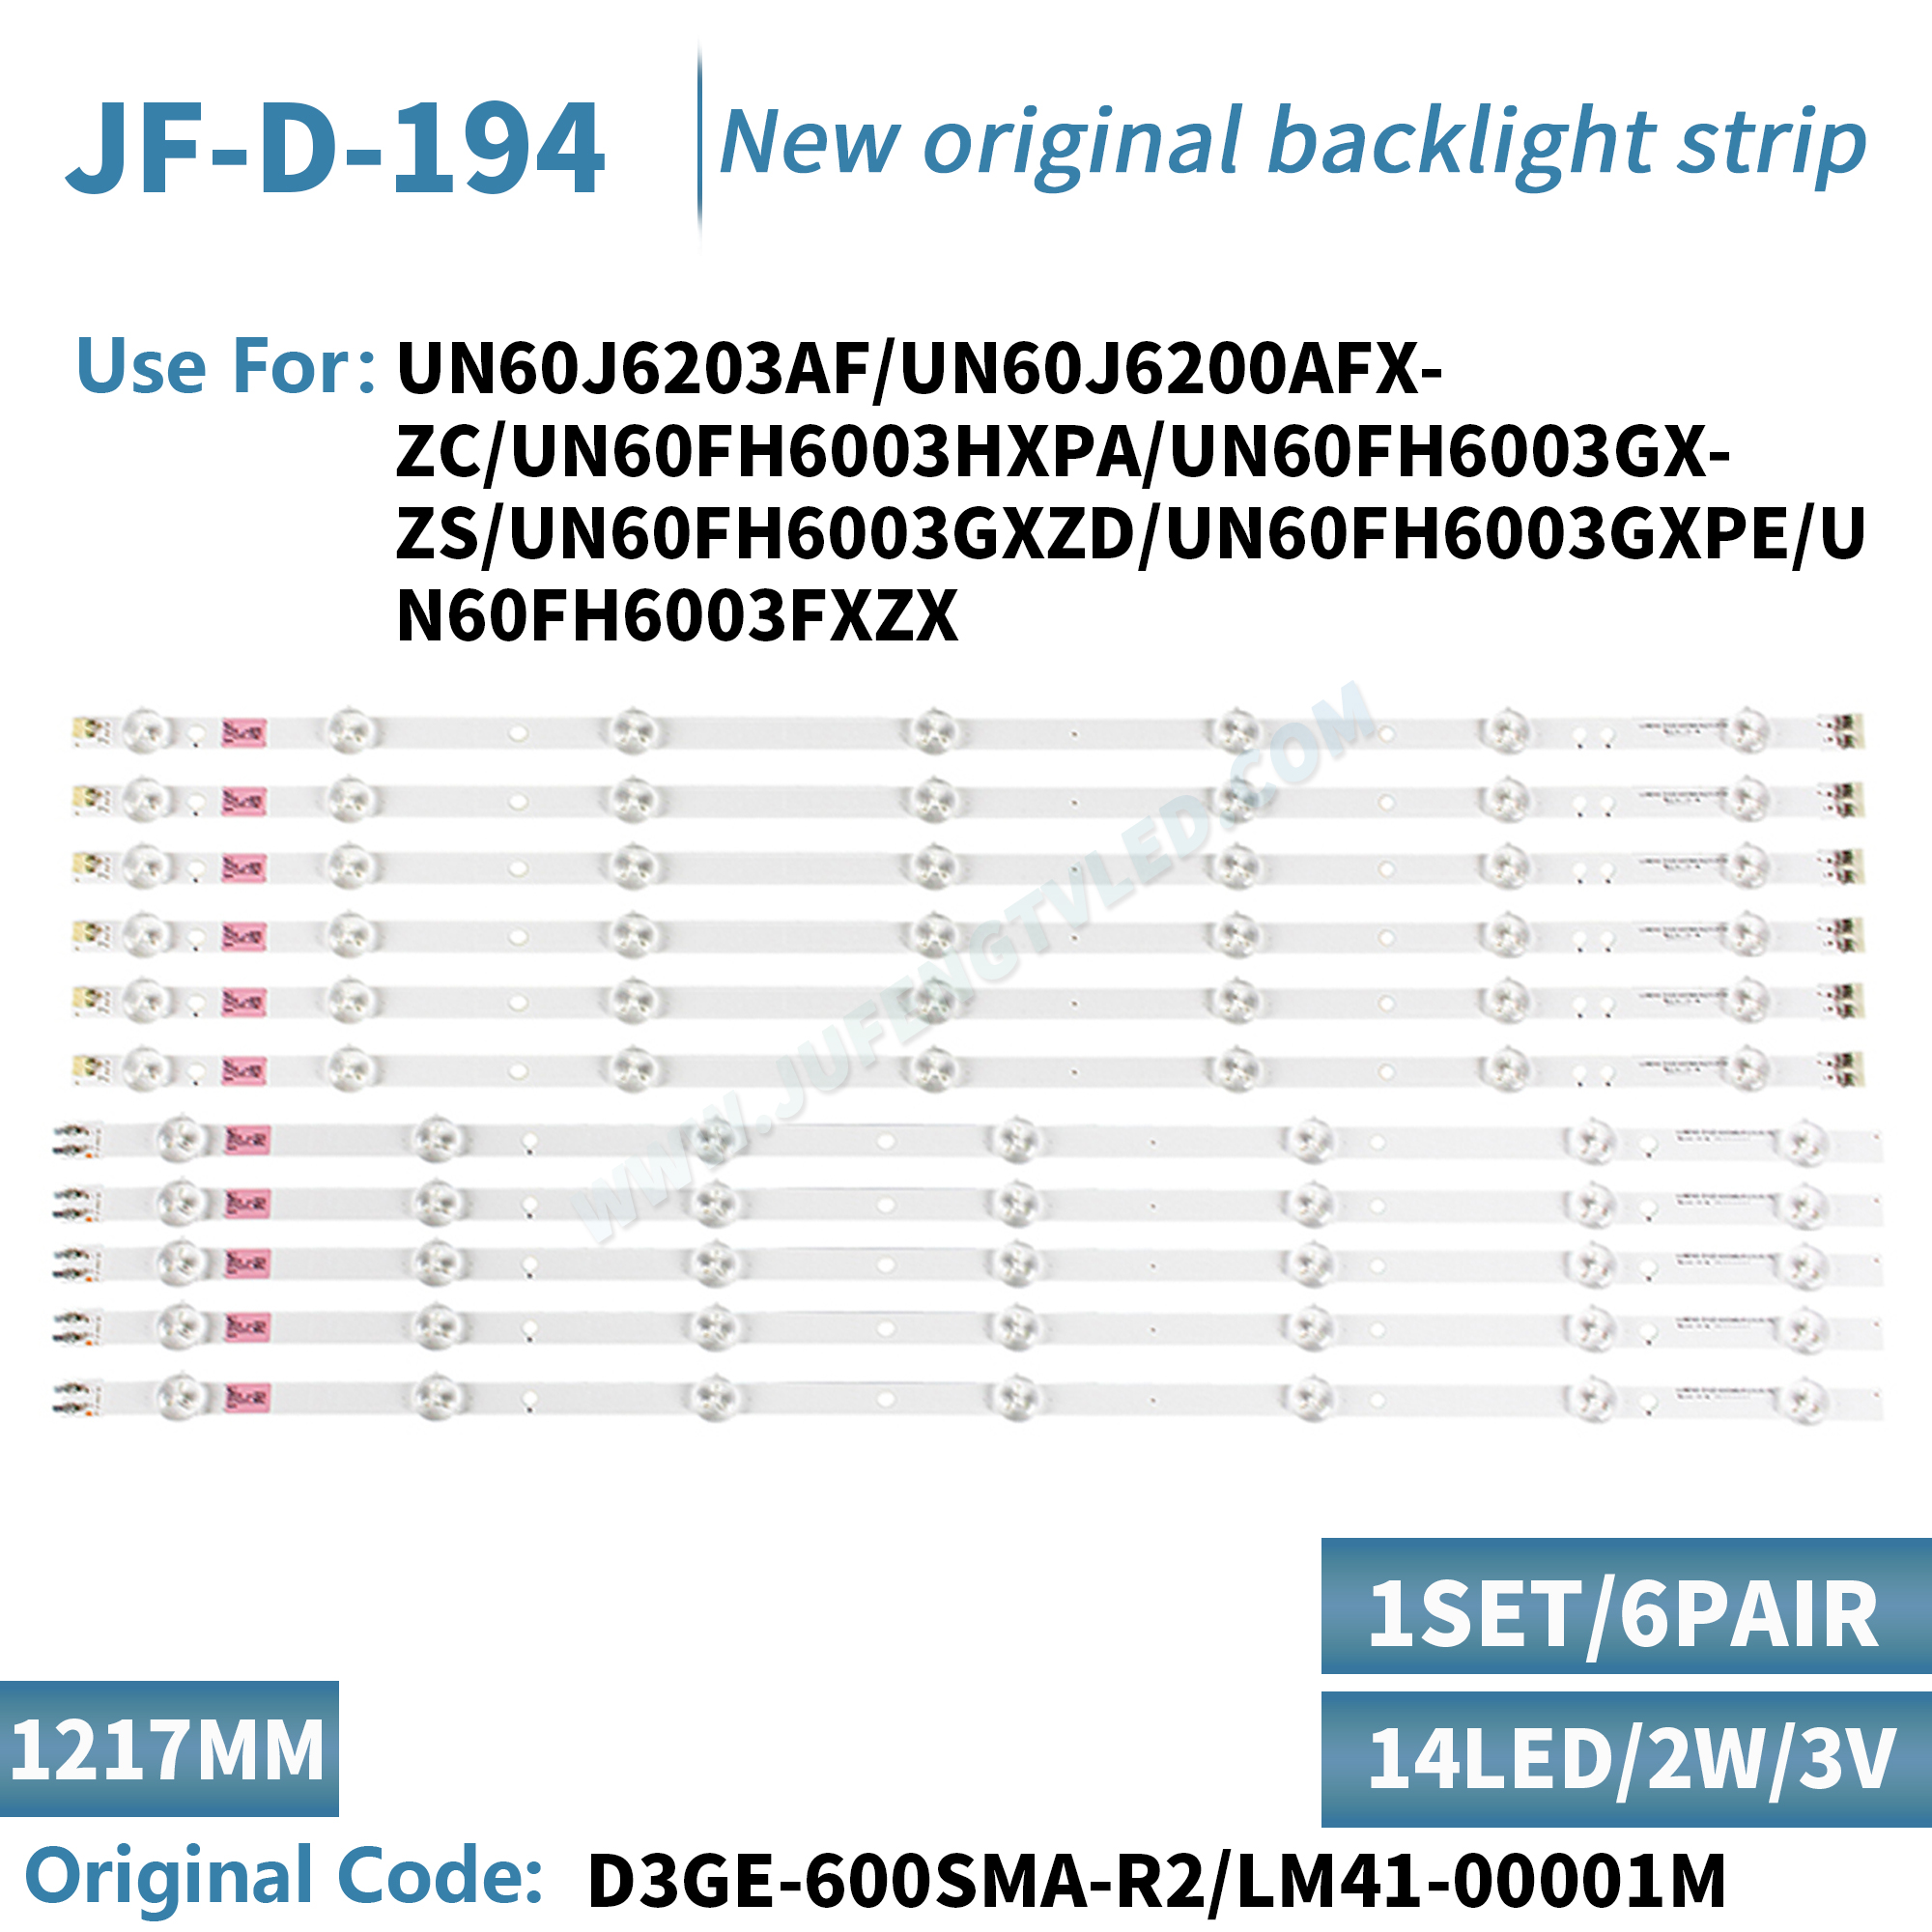 JF-D-194
New original backlight strip
Use For: UN60J6203AF/UN60J6200AFX-
ZC/UN60FH6003HXPA/UN60FH6003GX-
ZS/UN60FH6003GXZD/UN60FH6003GXPE/U
N60FH6003FXZX
WWW.JUFENGTVLED.COM
1SET/6PAIR
1217MM
14LED/2W/3V
Original Code: D3GE-600SMA-R2/LM41-00001M